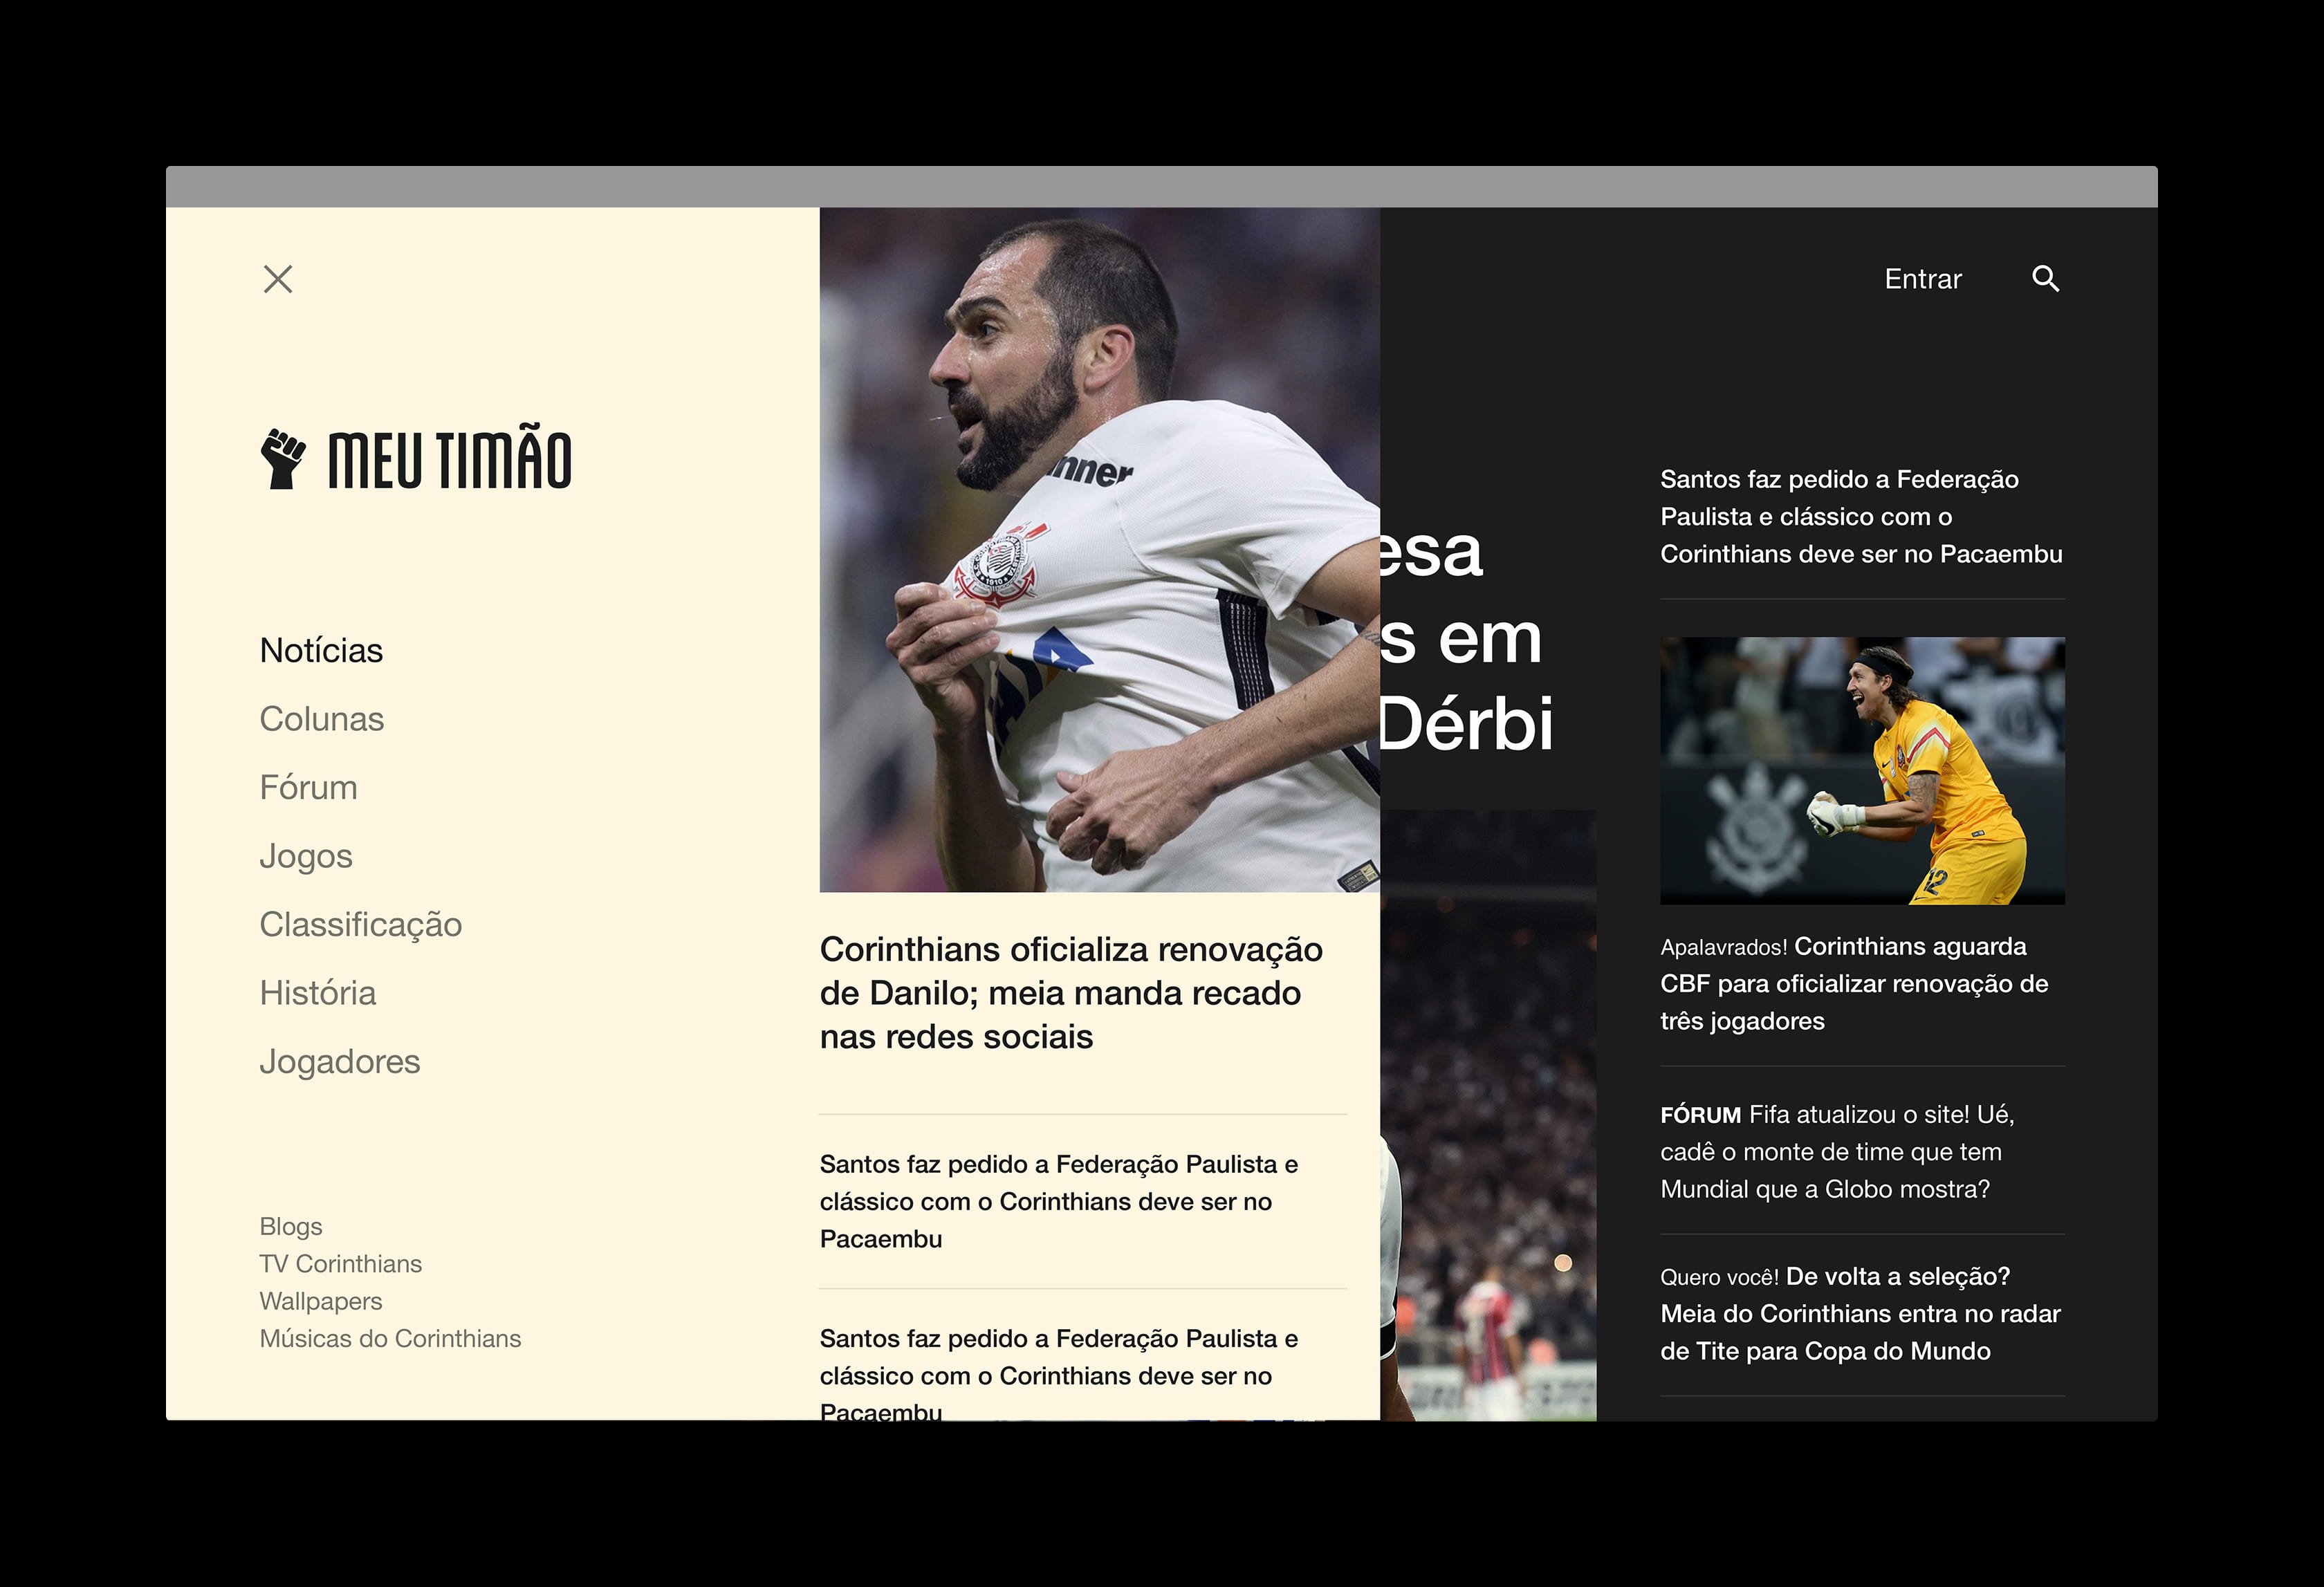 MEU TIMÃO
Notícias
Colunas
Fórum
Jogos
Classificação
História
Jogadores
Blogs
TV Corinthians
Wallpapers
Músicas do Corinthians
nner
1910
Corinthians oficializa renovação
de Danilo; meia manda recado
nas redes sociais
Santos faz pedido a Federação Paulista e
clássico com o Corinthians deve ser no
Pacaembu
Santos faz pedido a Federação Paulista e
clássico com o Corinthians deve ser no
Pacaembu
esa
s em
Dérbi
Entrar
Santos faz pedido a Federação
Paulista e clássico com o
Corinthians deve ser no Pacaembu
12
Apalavrados! Corinthians aguarda
CBF para oficializar renovação de
três jogadores
FÓRUM Fifa atualizou o site! Ué,
cadê o monte de time que tem
Mundial que a Globo mostra?
Quero você! De volta a seleção?
Meia do Corinthians entra no radar
de Tite para Copa do Mundo